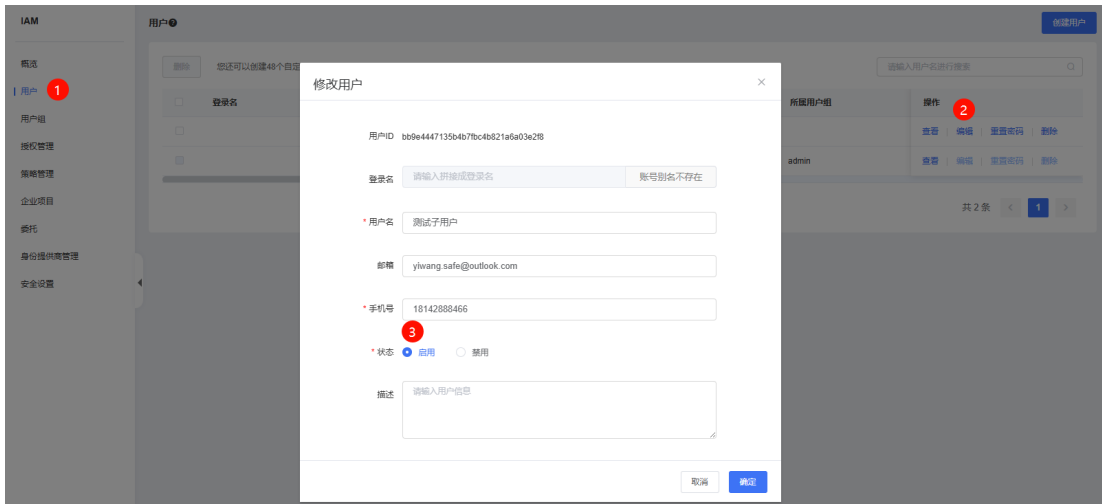 IAM
用户
创建用户
概览
删除
您还可以创建48个自定
请输入用户名进行搜索
用户
1
登录名
所属用户组
操作
2
用户组
查看
编辑
重置密码
删除
授权管理
admin
查看
编辑
重置密码
删除
策略管理
企业项目
共 2 条
<
1
>
委托
身份提供商管理
安全设置
修改用户
×
用户ID bb9e4447135b4b7fbc4b821a6a03e2f8
登录名 请输入拼接成登录名 账号别名不存在
* 用户名 测试子用户
邮箱 yiwang.safe@outlook.com
* 手机号 18142888466
3
* 状态 启用 禁用
描述 请输入用户信息
取消 确定